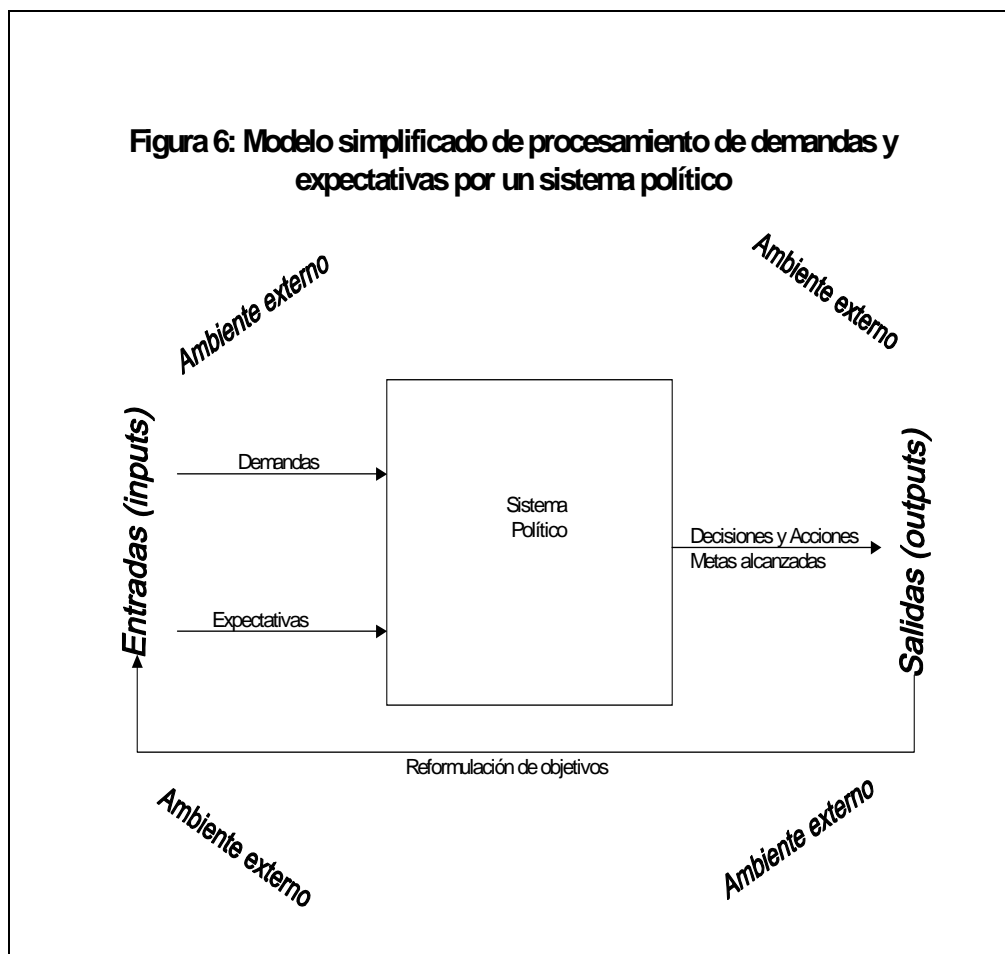 Figura 6: Modelo simplificado de procesamiento de demandas y
expectativas por un sistema político
Ambiente externo
Ambiente externo
Entradas (inputs)
Demandas
Expectativas
Sistema
Político
Decisiones y Acciones
Metas alcanzadas
Salidas (outputs)
Reformulación de objetivos
Ambiente externo
Ambiente externo